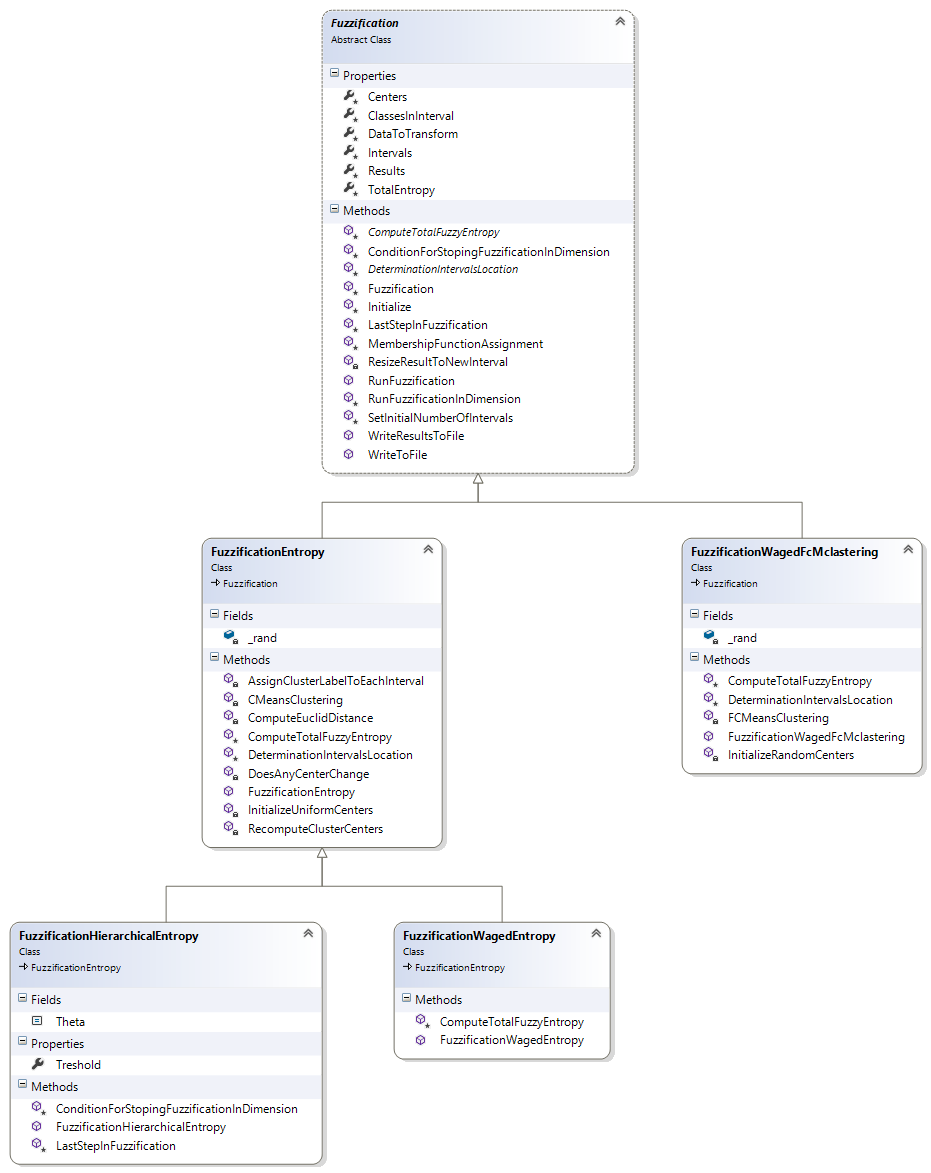 Fuzzification
Abstract Class
Properties
Centers
ClassesInInterval
DataToTransform
Intervals
Results
TotalEntropy
Methods
ComputeTotalFuzzyEntropy
ConditionForStopingFuzzificationInDimension
DeterminationIntervalsLocation
Fuzzification
Initialize
LastStepInFuzzification
MembershipFunctionAssignment
ResizeResultToNewInterval
RunFuzzification
RunFuzzificationInDimension
SetInitialNumberOfIntervals
WriteResultsToFile
WriteToFile
FuzzificationEntropy
Class
Fuzzification
Fields
_rand
Methods
AssignClusterLabelToEachInterval
CMeansClustering
ComputeEuclidDistance
ComputeTotalFuzzyEntropy
DeterminationIntervalsLocation
DoesAnyCenterChange
FuzzificationEntropy
InitializeUniformCenters
RecomputeClusterCenters
FuzzificationWagedFcMclastering
Class
Fuzzification
Fields
_rand
Methods
ComputeTotalFuzzyEntropy
DeterminationIntervalsLocation
FCMeansClustering
FuzzificationWagedFcMclastering
InitializeRandomCenters
FuzzificationHierarchicalEntropy
Class
FuzzificationEntropy
Fields
Theta
Properties
Treshold
Methods
ConditionForStopingFuzzificationInDimension
FuzzificationHierarchicalEntropy
LastStepInFuzzification
FuzzificationWagedEntropy
Class
FuzzificationEntropy
Methods
ComputeTotalFuzzyEntropy
FuzzificationWagedEntropy